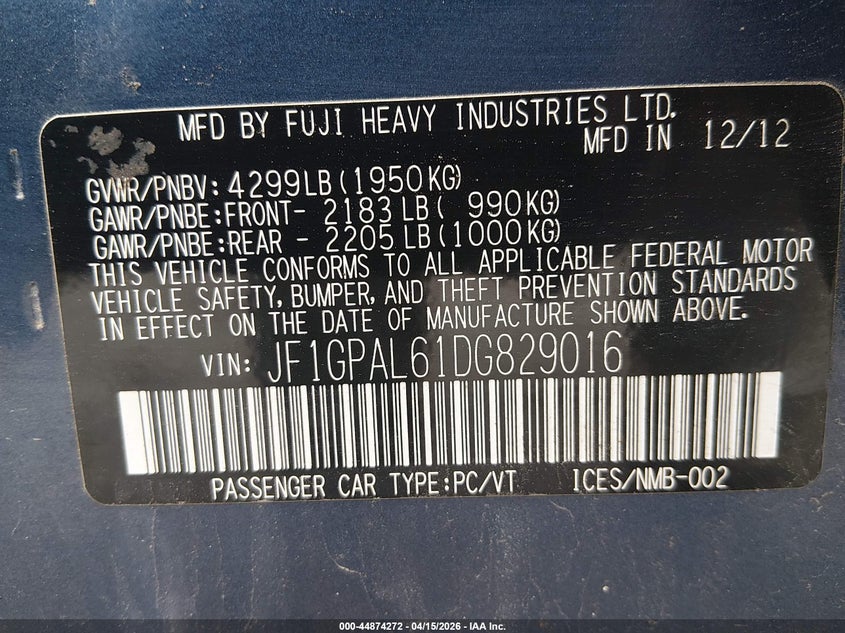 MFD BY FUJI HEAVY INDUSTRIES LTD.
MFD IN 12/12
GVWR/PNBV: 4299LB (1950KG)
GAWR/PNBE: FRONT- 2183 LB ( 990KG)
GAWR/PNBE: REAR - 2205 LB (1000KG)
THIS VEHICLE CONFORMS TO ALL APPLICABLE FEDERAL MOTOR
VEHICLE SAFETY, BUMPER, AND THEFT PREVENTION STANDARDS
IN EFFECT ON THE DATE OF MANUFACTURE SHOWN ABOVE.
VIN: JF1GPAL61DG829016
PASSENGER CAR TYPE:PC/VT ICES/NMB-002
000-44874272 - 04/15/2026 - IAA Inc.